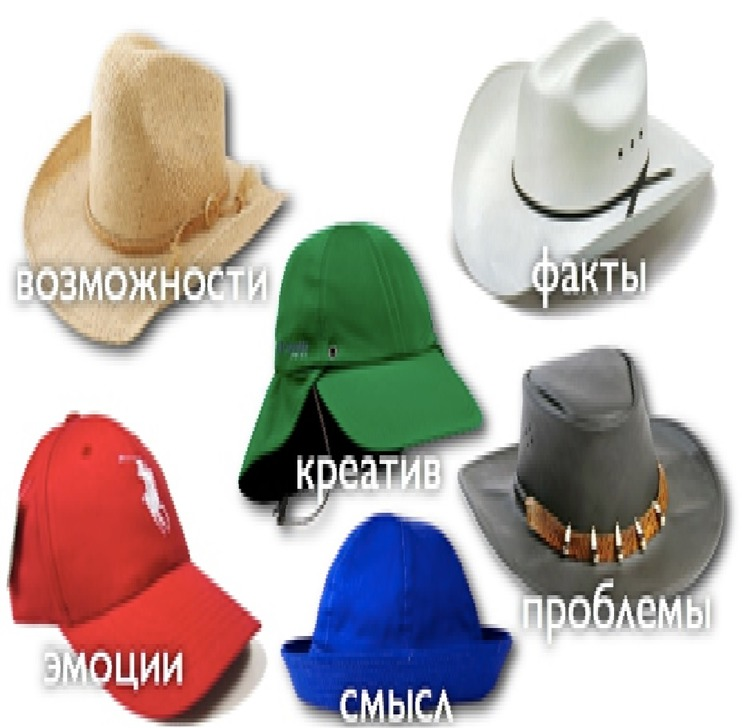 факты
возможности
креатив
проблемы
эмоции
смысл